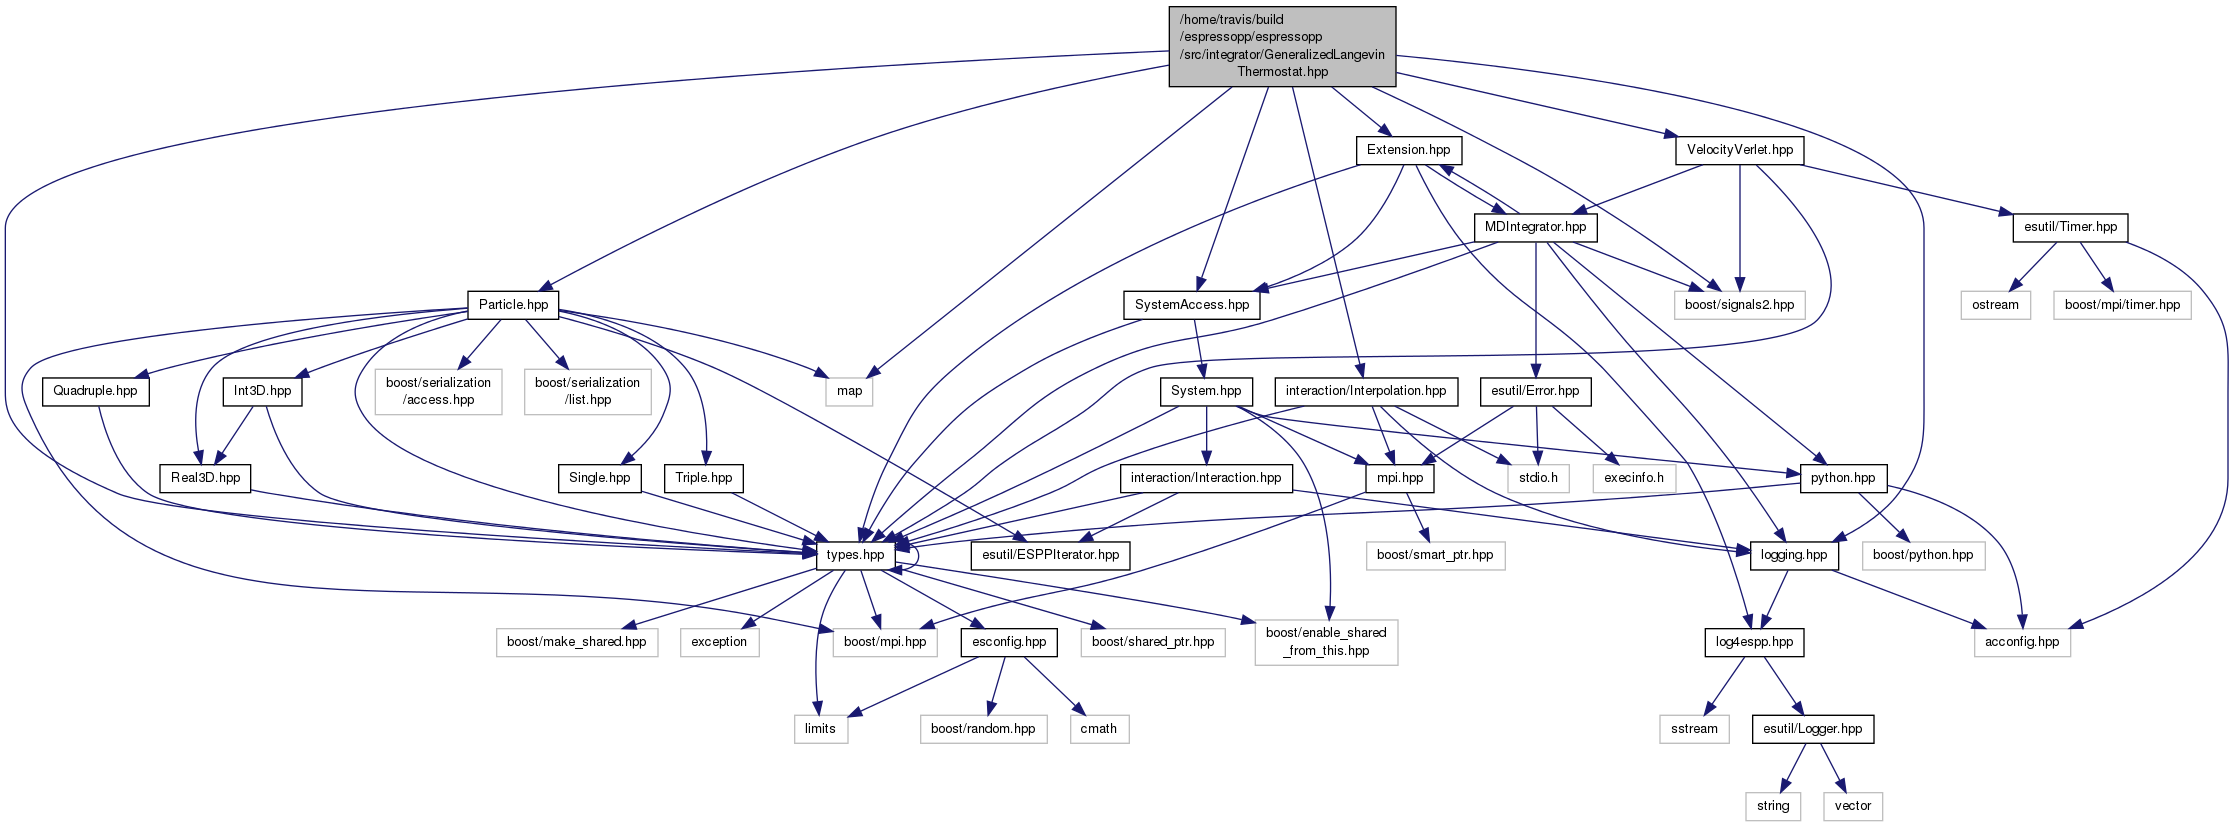 /home/travis/build
/espressopp/espressopp
/src/integrator/GeneralizedLangevin
Thermostat.hpp
Extension.hpp
VelocityVerlet.hpp
MDIntegrator.hpp
esutil/Timer.hpp
Particle.hpp
SystemAccess.hpp
boost/signals2.hpp
ostream
boost/mpi/timer.hpp
Quadruple.hpp
Int3D.hpp
boost/serialization
/access.hpp
boost/serialization
/list.hpp
map
System.hpp
interaction/Interpolation.hpp
esutil/Error.hpp
Real3D.hpp
Single.hpp
Triple.hpp
interaction/Interaction.hpp
mpi.hpp
stdio.h
execinfo.h
python.hpp
types.hpp
esutil/ESPPIterator.hpp
boost/smart_ptr.hpp
logging.hpp
boost/python.hpp
boost/make_shared.hpp
exception
boost/mpi.hpp
esconfig.hpp
boost/shared_ptr.hpp
boost/enable_shared
_from_this.hpp
log4espp.hpp
acconfig.hpp
limits
boost/random.hpp
cmath
sstream
esutil/Logger.hpp
string
vector